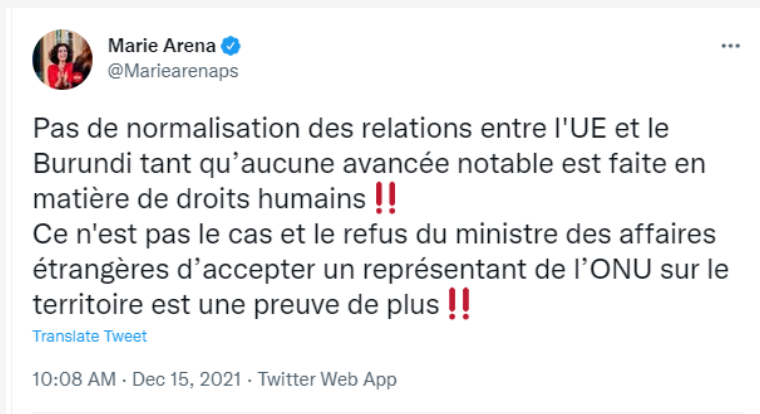 Marie Arena
@Mariearenaps
Pas de normalisation des relations entre l'UE et le
Burundi tant qu’aucune avancée notable est faite en
matière de droits humains‼️
Ce n'est pas le cas et le refus du ministre des affaires
étrangères d’accepter un représentant de l’ONU sur le
territoire est une preuve de plus‼️
Translate Tweet
10:08 AM · Dec 15, 2021 · Twitter Web App